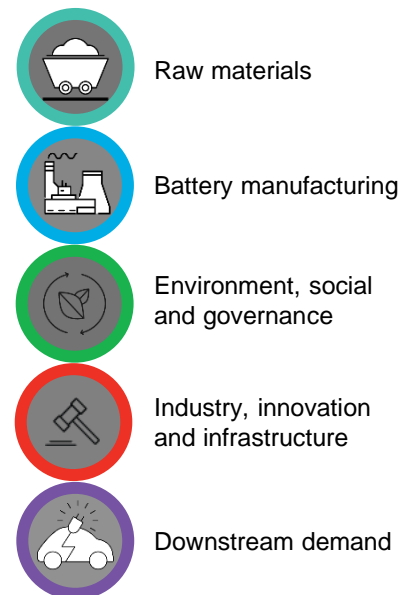 Raw materials
Battery manufacturing
Environment, social
and governance
Industry, innovation
and infrastructure
Downstream demand